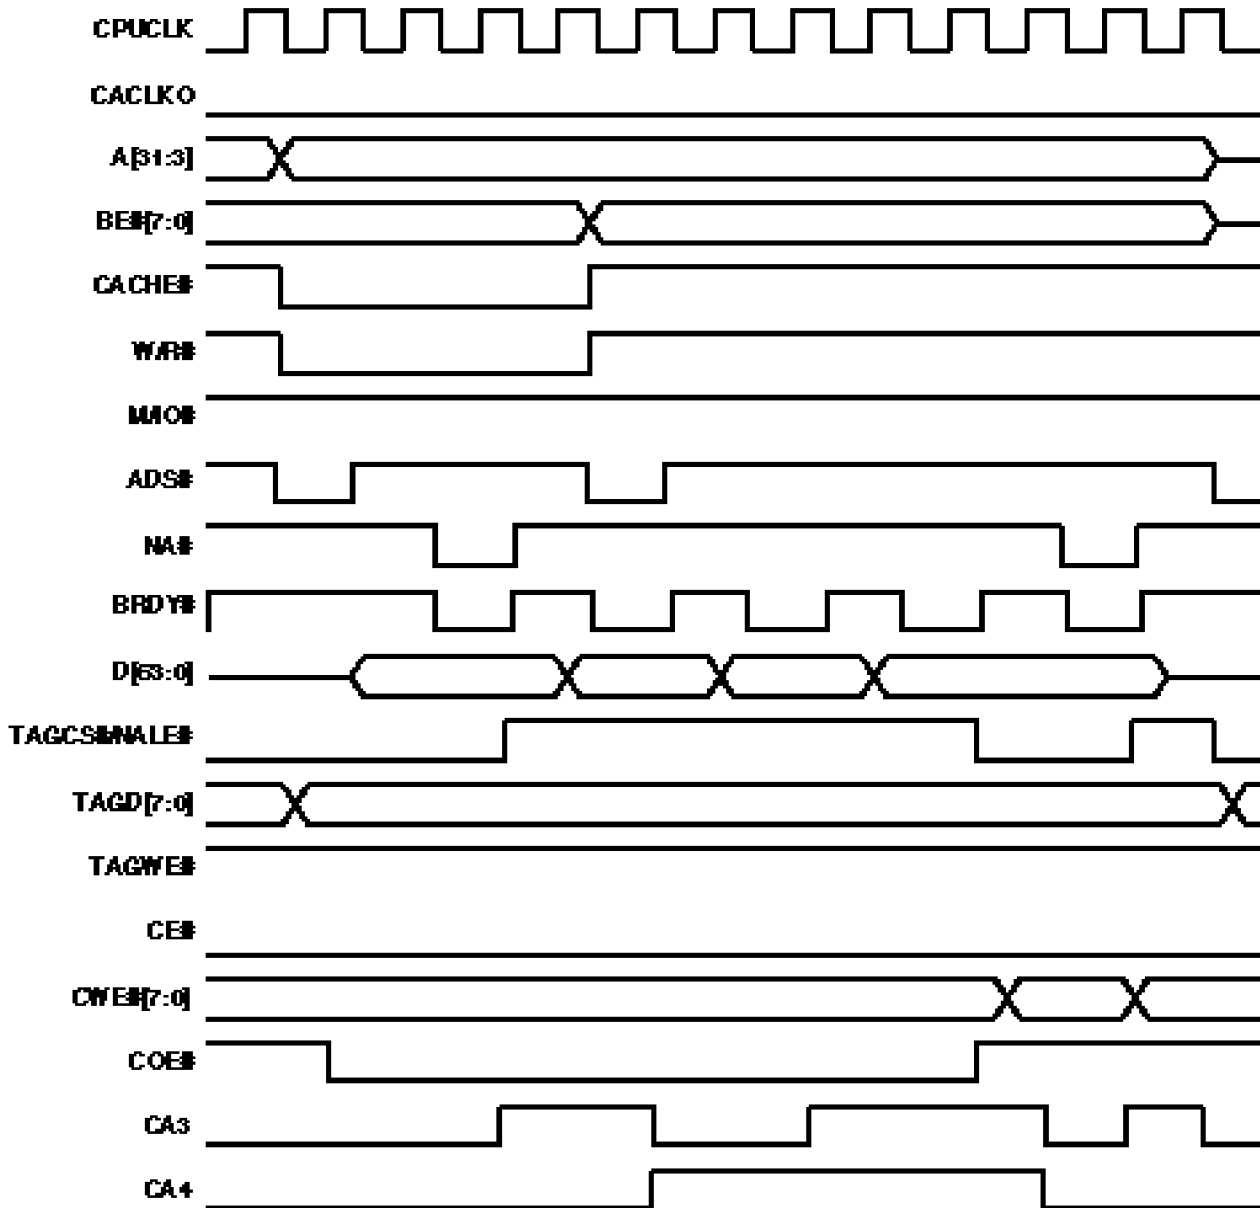 CPUCLK
CACLKO
A[31:3]
BE#[7:0]
CACHE#
W/R#
M/IO#
ADS#
NA#
BRDY#
D[63:0]
TAGCS#/NALE#
TAGD[7:0]
TAGWE#
CE#
CWE#[7:0]
COE#
CA3
CA4